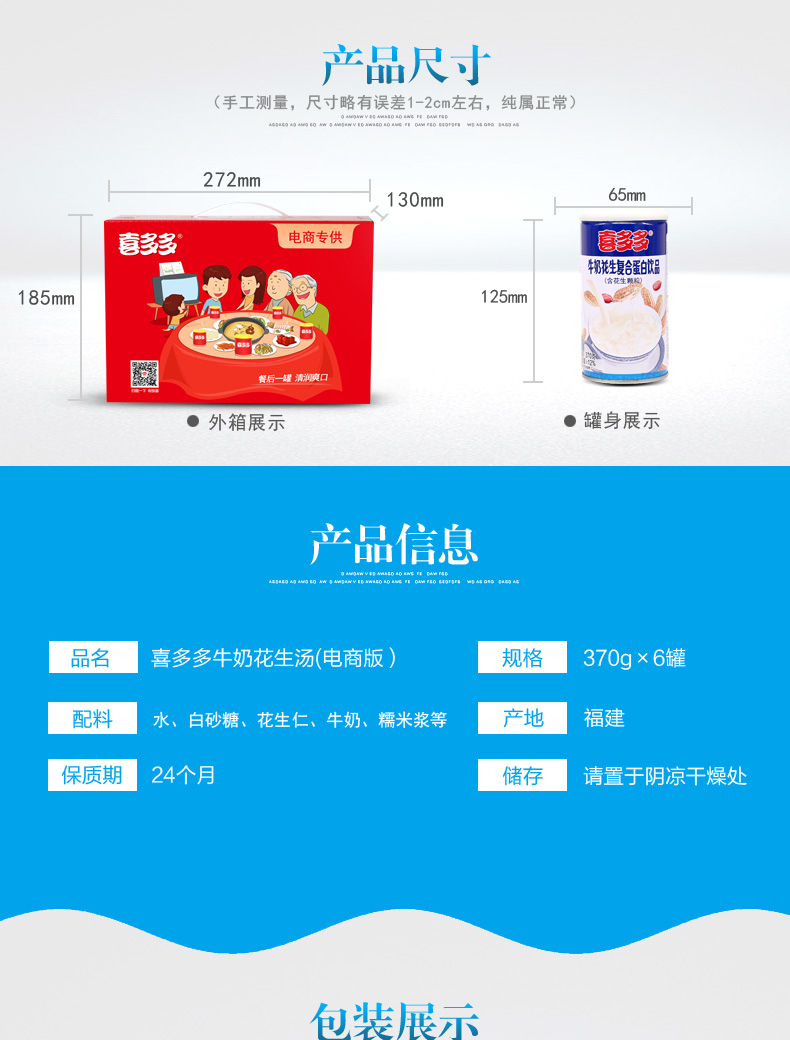 产品尺寸
（手工测量，尺寸略有误差1-2cm左右，纯属正常）
272mm
130mm
185mm
喜多多®
电商专供
餐后一罐 清润爽口
65mm
125mm
喜多多®
牛奶花生复合蛋白饮品
(含花生颗粒)
● 外箱展示
● 罐身展示
产品信息
品名 喜多多牛奶花生汤(电商版 )
规格 370g×6罐
配料 水、白砂糖、花生仁、牛奶、糯米浆等
产地 福建
保质期 24个月
储存 请置于阴凉干燥处
包装展示